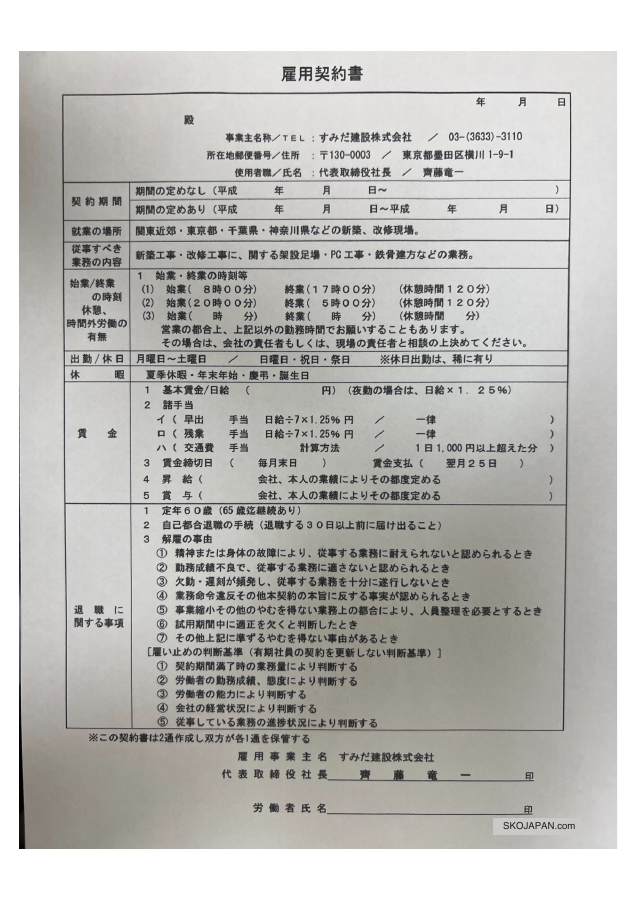 雇用契約書
年　　月　　日
殿
事業主名称／ＴＥＬ ：すみだ建設株式会社　／　03-(3633)-3110
所在地郵便番号／住所 ：〒130-0003　／　東京都墨田区横川1-9-1
使用者職／氏名 ：代表取締役社長　／　齊藤竜一
契約期間
期間の定めなし（平成　　年　　月　　日～　　）
期間の定めあり（平成　　年　　月　　日～平成　　年　　月　　日）
就業の場所　関東近郊・東京都・千葉県・神奈川県などの新築、改修現場。
従事すべき
業務の内容
新築工事・改修工事に、関する架設足場・PC工事・鉄骨建方などの業務。
始業/終業
の時刻
休憩、
時間外労働の
有無
１　始業・終業の時刻等
(1)　始業(　８時００分)　終業(１７時００分)　(休憩時間１２０分)
(2)　始業(２０時００分)　終業(　５時００分)　(休憩時間１２０分)
(3)　始業(　時　分)　終業(　時　分)　(休憩時間　分)
営業の都合上、上記以外の勤務時間でお願いすることもあります。
その場合は、会社の責任者もしくは、現場の責任者と相談の上決めてください。
出勤/休日　月曜日～土曜日　／　日曜日・祝日・祭日　※休日出勤は、稀に有り
休　暇　夏季休暇・年末年始・慶弔・誕生日
賃　金
１　基本賃金/日給　（　　円）（夜勤の場合は、日給×１．２５%）
２　諸手当
イ（　早出　手当　日給÷7×1.25% 円　／　一律　）
ロ（　残業　手当　日給÷7×1.25% 円　／　一律　）
ハ（　交通費　手当　計算方法　／　１日1,000円以上超えた分　）
３　賃金締切日　（　毎月末日　）　賃金支払（　翌月２５日　）
４　昇　給（　会社、本人の業績によりその都度定める　）
５　賞　与（　会社、本人の業績によりその都度定める　）
退　職　に
関する事項
１　定年６０歳（65歳迄継続あり）
２　自己都合退職の手続（退職する３０日以上前に届け出ること）
３　解雇の事由
①　精神または身体の故障により、従事する業務に耐えられないと認められるとき
②　勤務成績不良で、従事する業務に適さないと認められるとき
③　欠勤・遅刻が頻発し、従事する業務を十分に遂行しないとき
④　業務命令違反その他本契約の本旨に反する事実が認められるとき
⑤　事業縮小その他のやむを得ない業務上の都合により、人員整理を必要とするとき
⑥　試用期間中に適正を欠くと判断したとき
⑦　その他上記に準ずるやむを得ない事由があるとき
［雇い止めの判断基準（有期社員の契約を更新しない判断基準）］
①　契約期間満了時の業務量により判断する
②　労働者の勤務成績、態度により判断する
③　労働者の能力により判断する
④　会社の経営状況により判断する
⑤　従事している業務の進捗状況により判断する
※この契約書は2通作成し双方が各1通を保管する
雇用事業主名　すみだ建設株式会社
代表取締役社長　齊　藤　竜　一　印
労働者氏名　印
SKOJAPAN.com